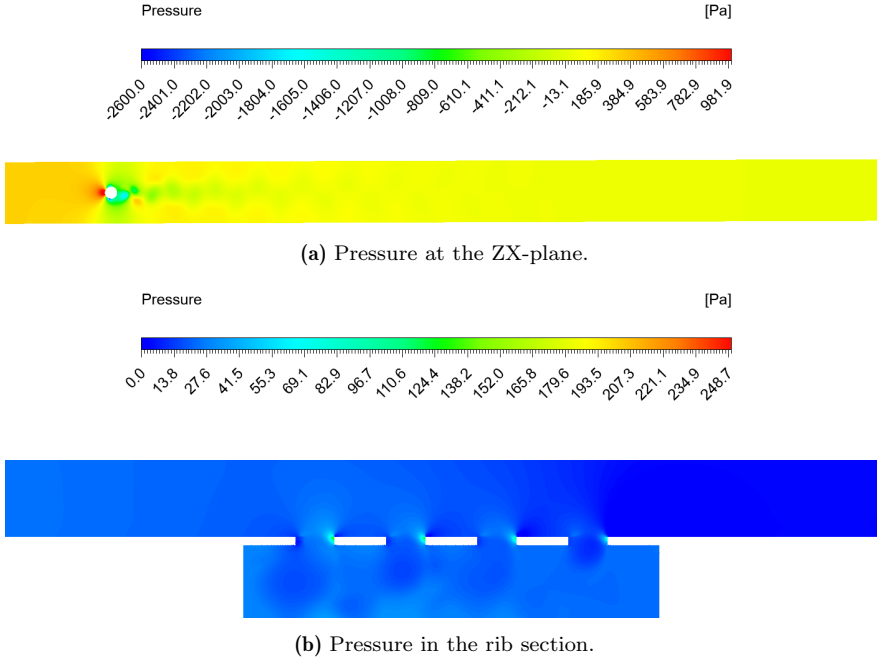 Pressure [Pa]
-2600.0 -2401.0 -2202.0 -2003.0 -1804.0 -1605.0 -1406.0 -1207.0 -1008.0 -809.0 -610.1 -411.1 -212.1 -13.1 185.9 384.9 583.9 782.9 981.9
(a) Pressure at the ZX-plane.
Pressure [Pa]
0.0 13.8 27.6 41.5 55.3 69.1 82.9 96.7 110.6 124.4 138.2 152.0 165.8 179.6 193.5 207.3 221.1 234.9 248.7
(b) Pressure in the rib section.